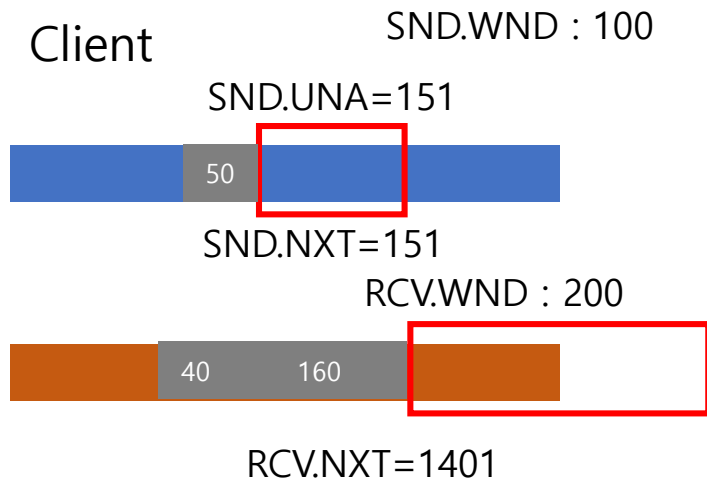 Client
SND.WND : 100
SND.UNA=151
50
SND.NXT=151
RCV.WND : 200
40 160
RCV.NXT=1401